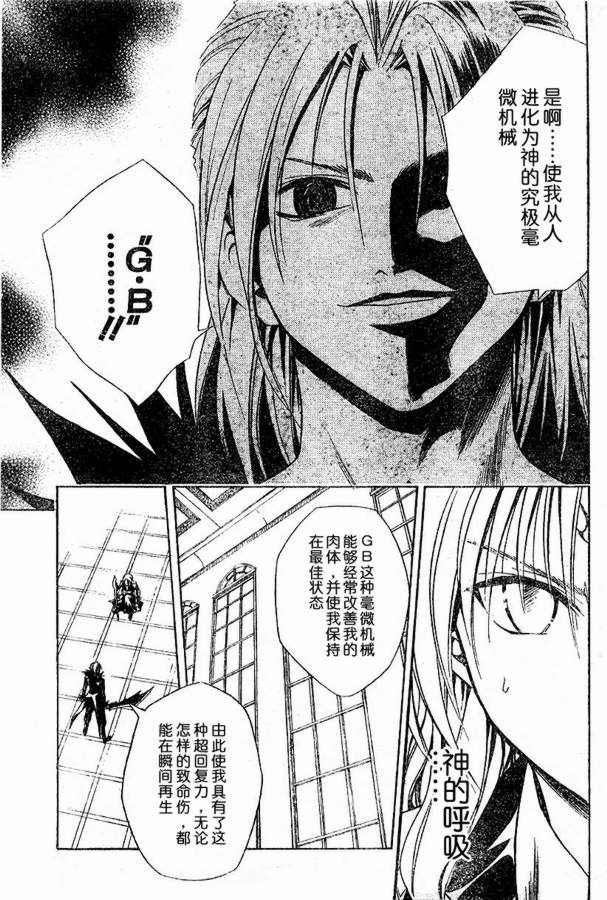 是啊……使我从人
进化为神的究极毫
微机械
“G·B
……”!!
神的呼吸
………
GB这种毫微机械
能够经常改善我的
肉体，并使我保持
在最佳状态
由此使我具有了这
种超回复力，无论
怎样的致命伤，都
能在瞬间再生